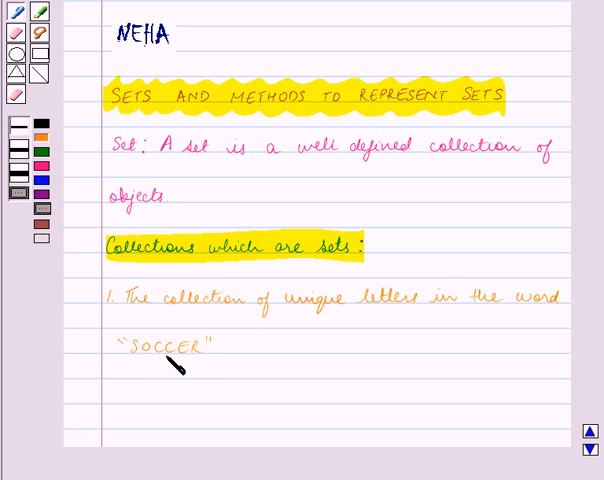 NEHA
SETS AND METHODS TO REPRESENT SETS
Set: A set is a well defined collection of
objects.
Collections which are sets:
1. The collection of unique letters in the word
"SOCCER"